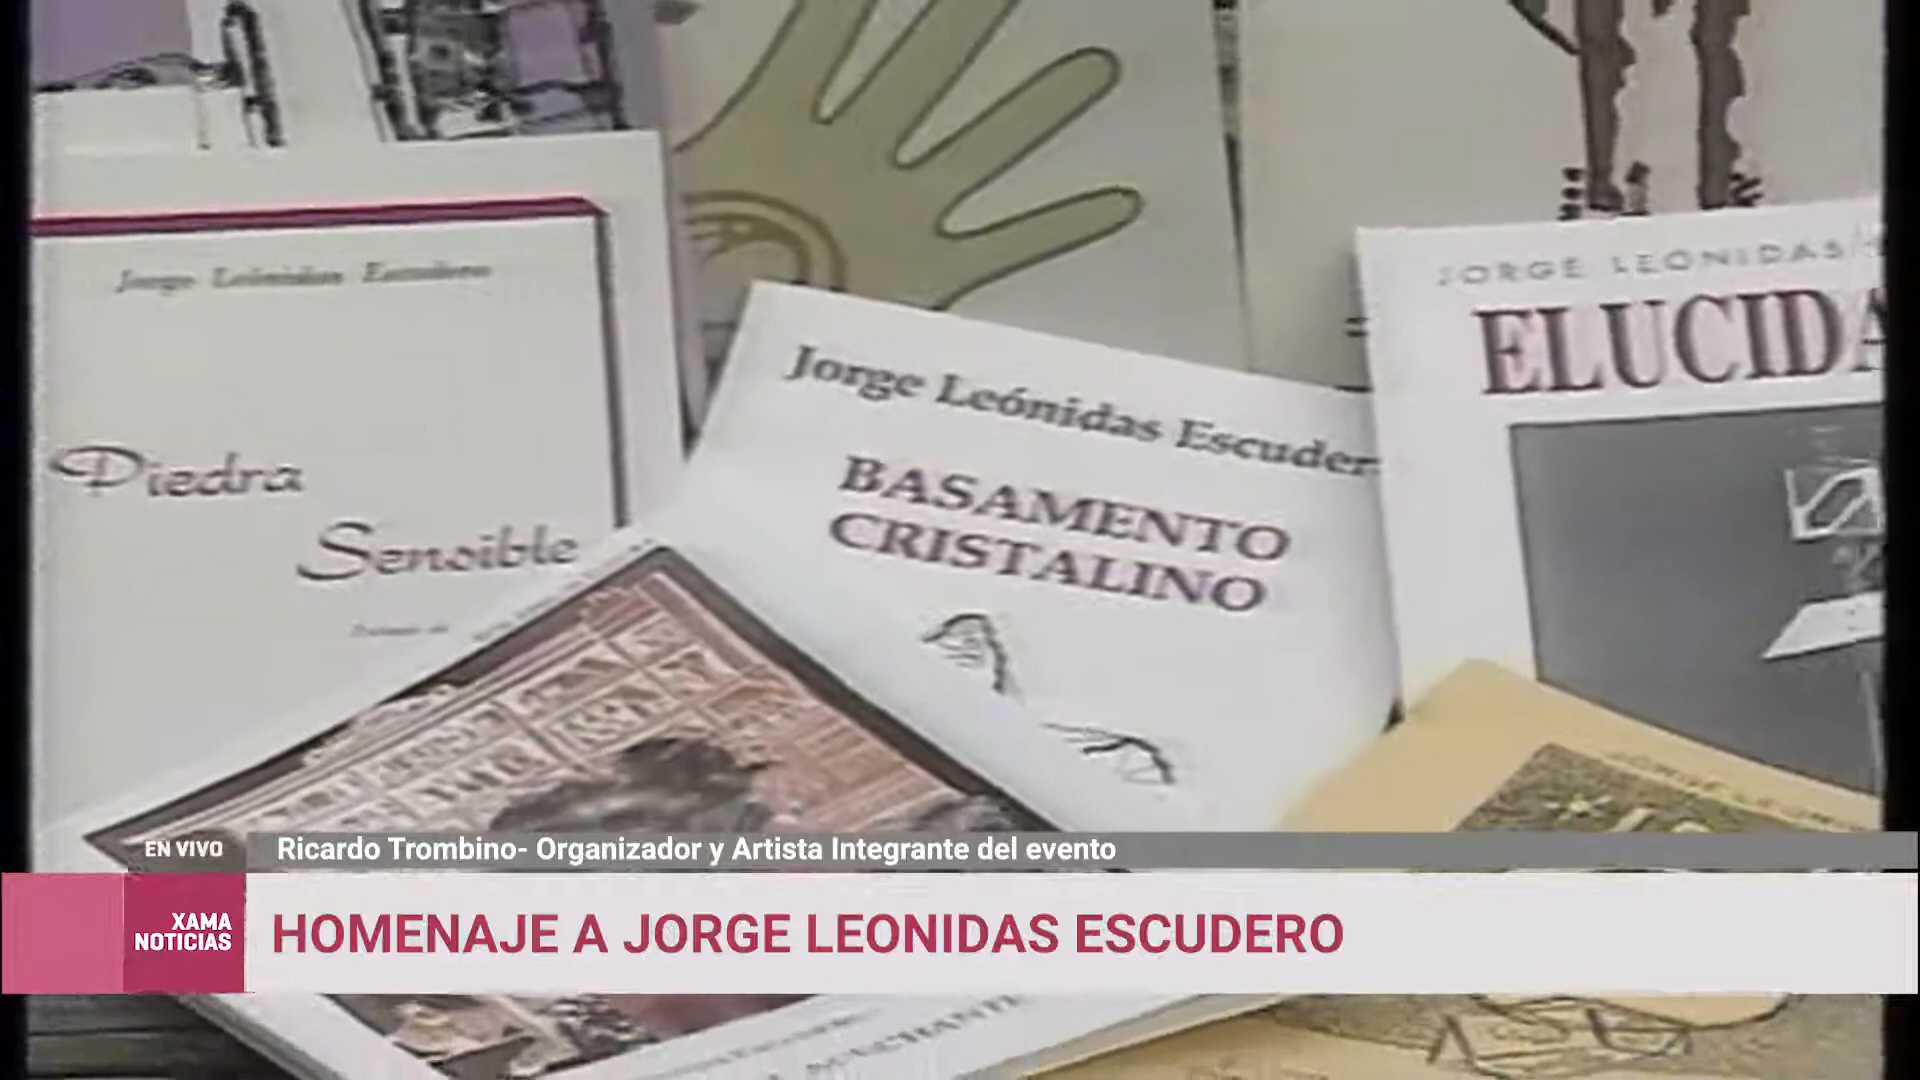 Jorge Leónidas Escudero
Piedra
Sensible
Jorge Leónidas Escuder
BASAMENTO
CRISTALINO
JORGE LEÓNIDAS
ELUCIDA
EN VIVO
Ricardo Trombino- Organizador y Artista Integrante del evento
XAMA
NOTICIAS
HOMENAJE A JORGE LEONIDAS ESCUDERO